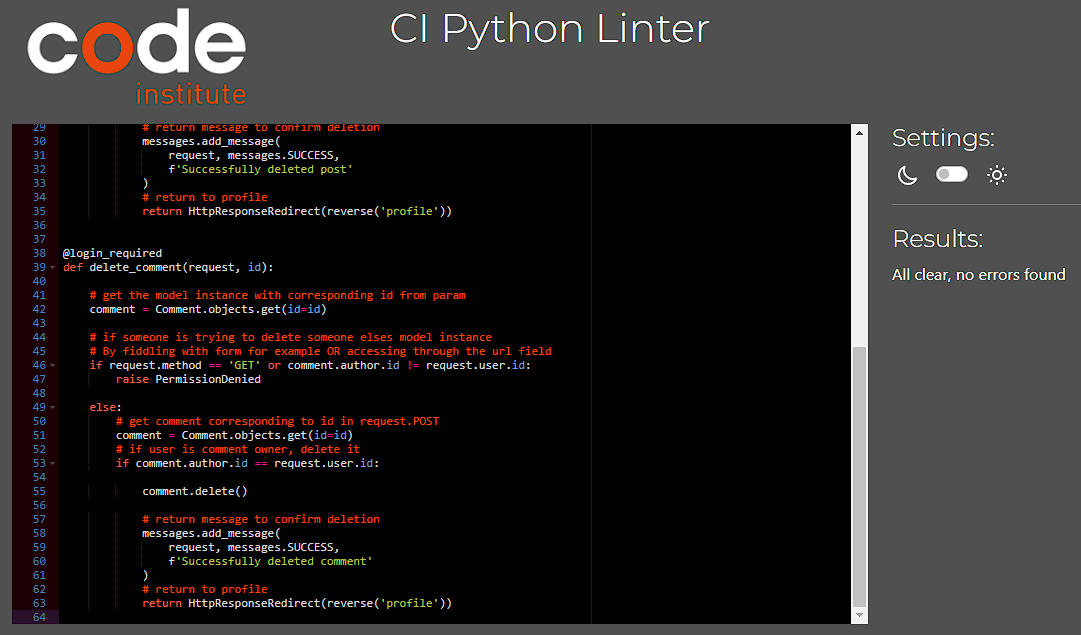 code
institute
CI Python Linter
29 # return message to confirm deletion
30 messages.add_message(
31 request, messages.SUCCESS,
32 f'Successfully deleted post'
33 )
34 # return to profile
35 return HttpResponseRedirect(reverse('profile'))
36
37
38 @login_required
39 def delete_comment(request, id):
40
41 # get the model instance with corresponding id from param
42 comment = Comment.objects.get(id=id)
43
44 # if someone is trying to delete someone elses model instance
45 # By fiddling with form for example OR accessing through the url field
46 if request.method == 'GET' or comment.author.id != request.user.id:
47 raise PermissionDenied
48
49 else:
50 # get comment corresponding to id in request.POST
51 comment = Comment.objects.get(id=id)
52 # if user is comment owner, delete it
53 if comment.author.id == request.user.id:
54
55 comment.delete()
56
57 # return message to confirm deletion
58 messages.add_message(
59 request, messages.SUCCESS,
60 f'Successfully deleted comment'
61 )
62 # return to profile
63 return HttpResponseRedirect(reverse('profile'))
64
Settings:
Results:
All clear, no errors found